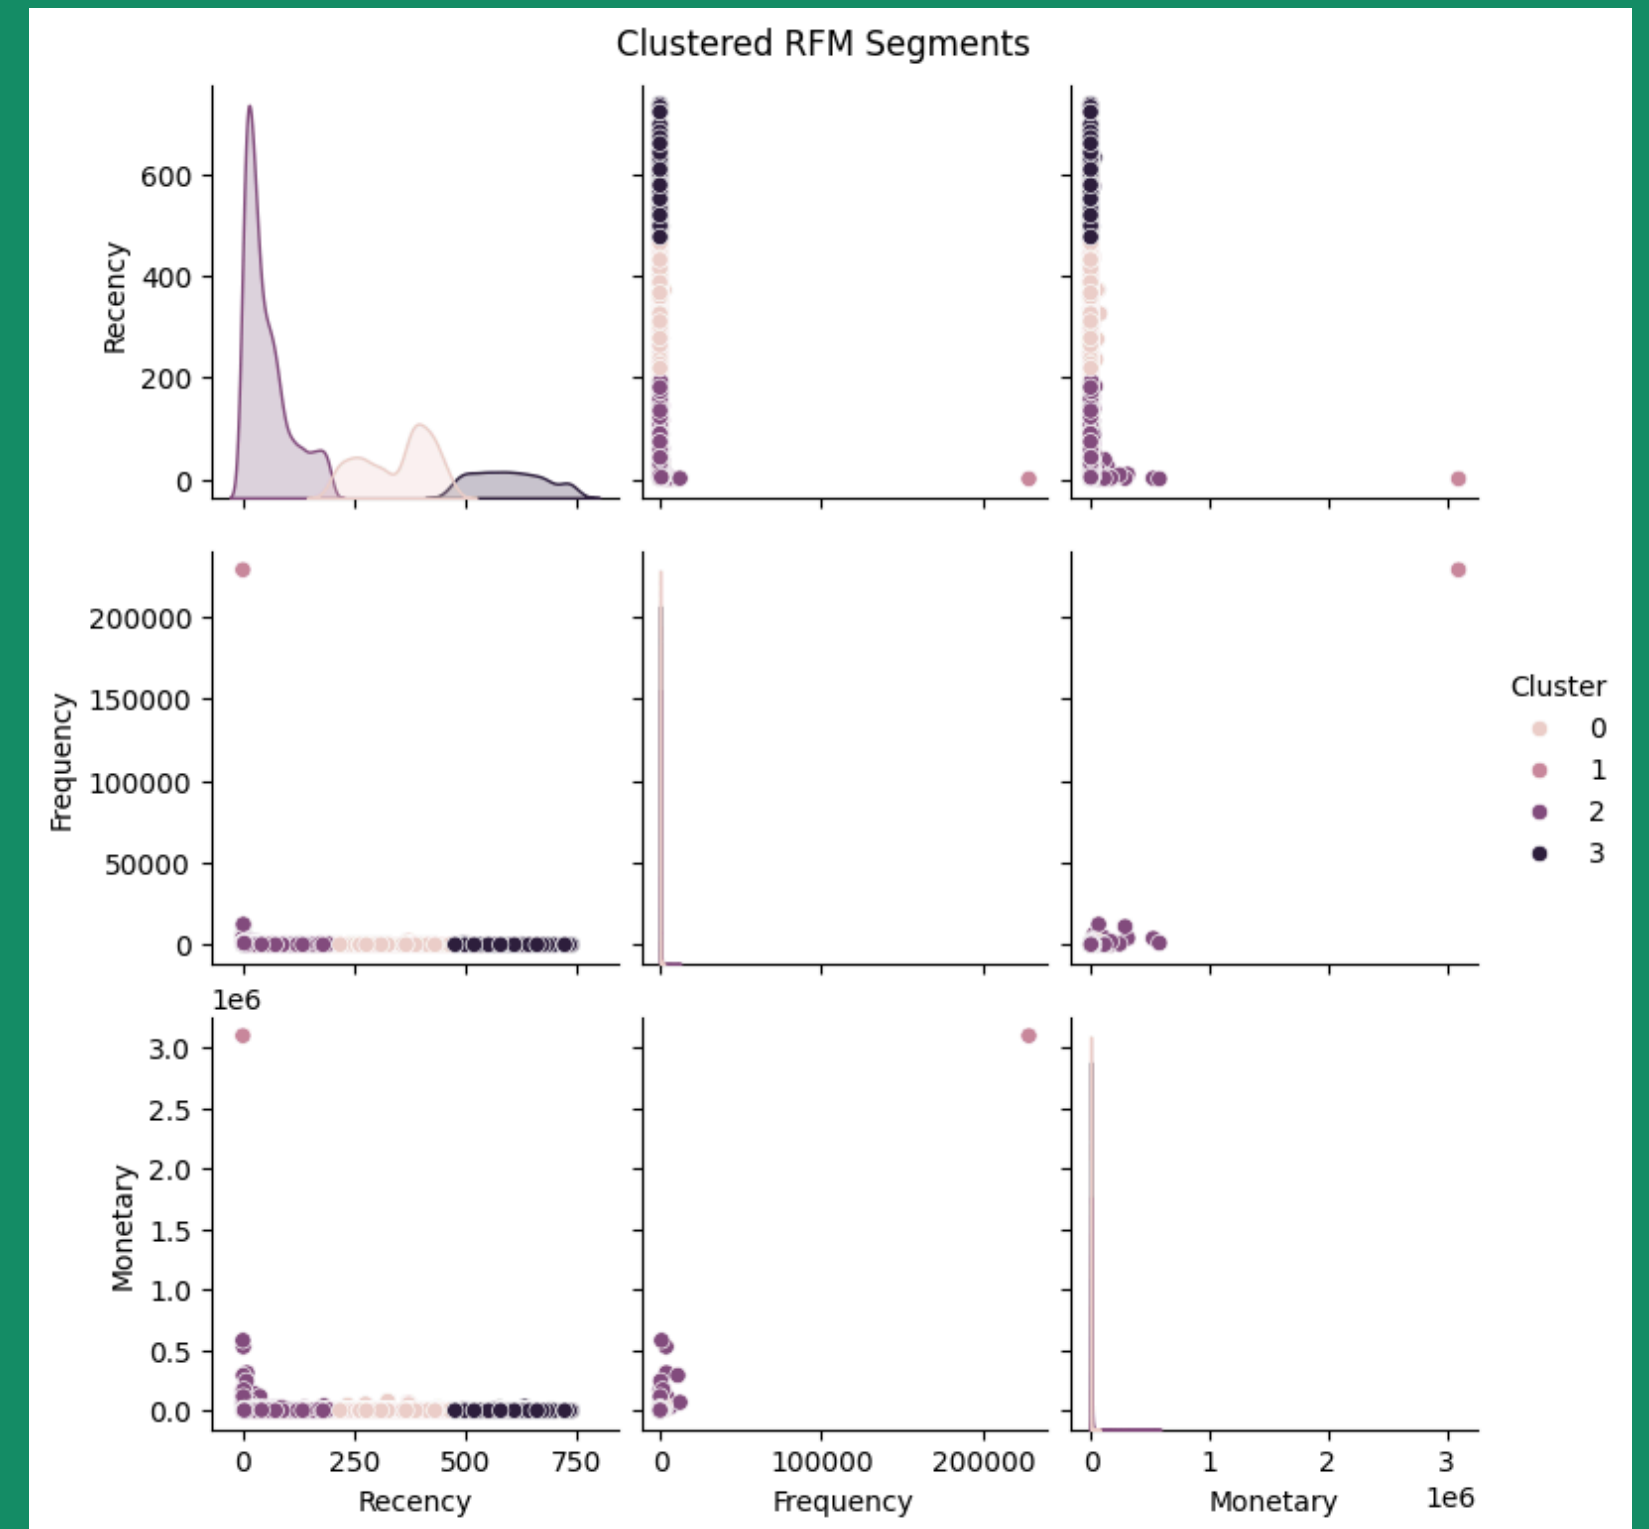 Clustered RFM Segments
600
400
200
0
Recency
200000
150000
100000
50000
0
Frequency
Cluster
0
1
2
3
1e6
3.0
2.5
2.0
1.5
1.0
0.5
0.0
Monetary
0 250 500 750
0 100000 200000
0 1 2 3
1e6
Recency
Frequency
Monetary